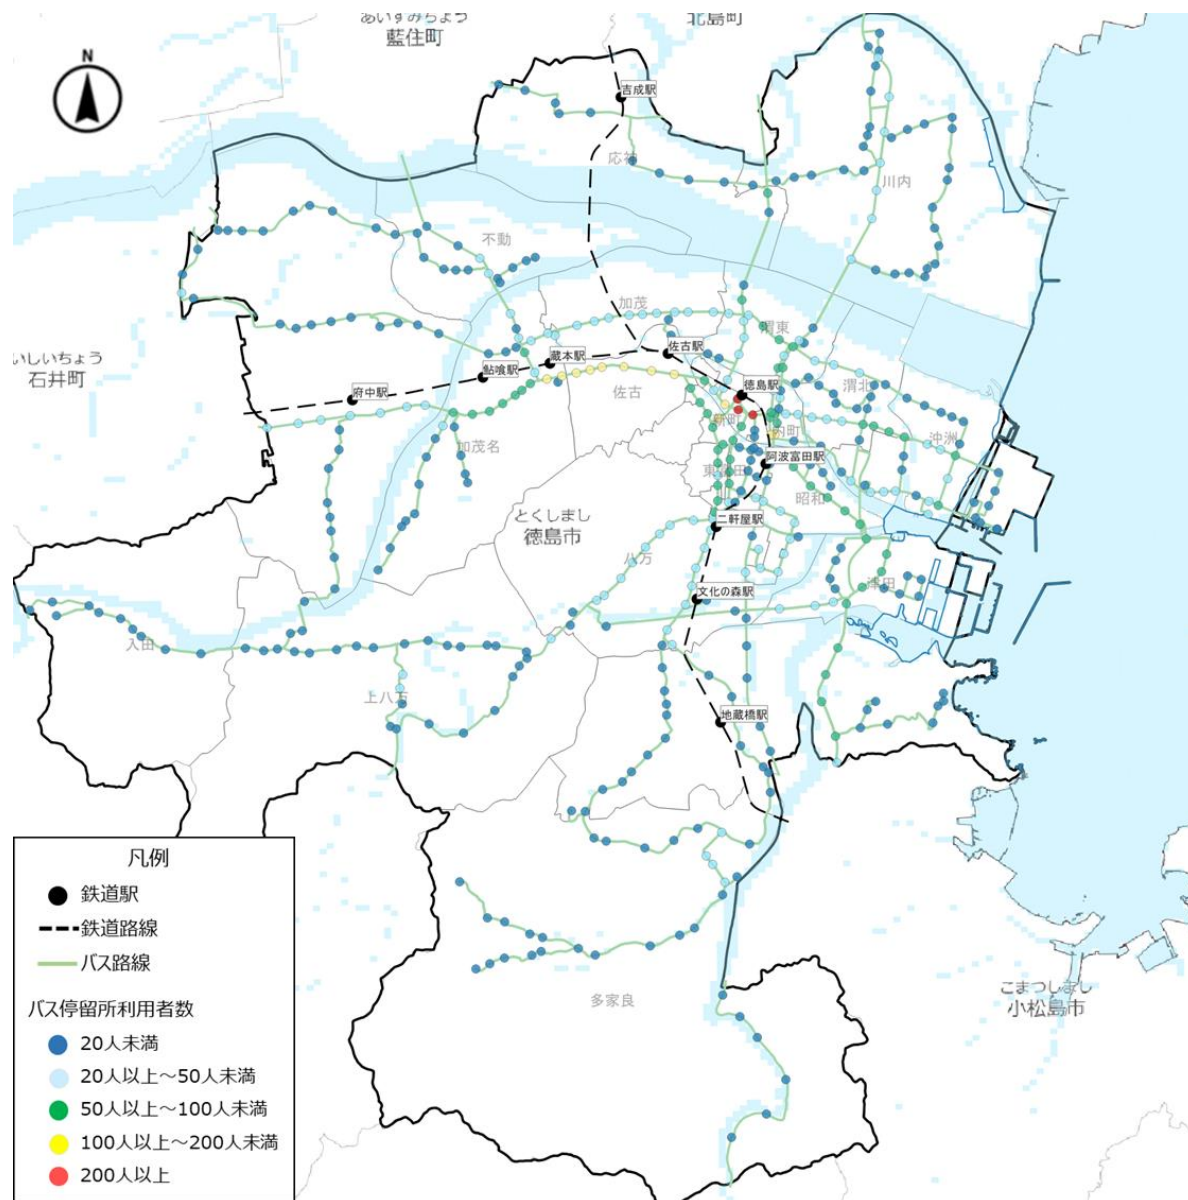 あいずみちょう
藍住町
北島町
N
吉成駅
応神
川内
不動
加茂
渭東
佐古駅
蔵本駅
鮎喰駅
いしいちょう
石井町
府中駅
佐古
徳島駅
渭北
新町
内町
沖洲
加茂名
東富田
阿波富田駅
昭和
とくしまし
徳島市
二軒屋駅
八万
津田
文化の森駅
入田
上八万
地蔵橋駅
多家良
こまつしまし
小松島市
凡例
鉄道駅
鉄道路線
バス路線
バス停留所利用者数
20人未満
20人以上～50人未満
50人以上～100人未満
100人以上～200人未満
200人以上